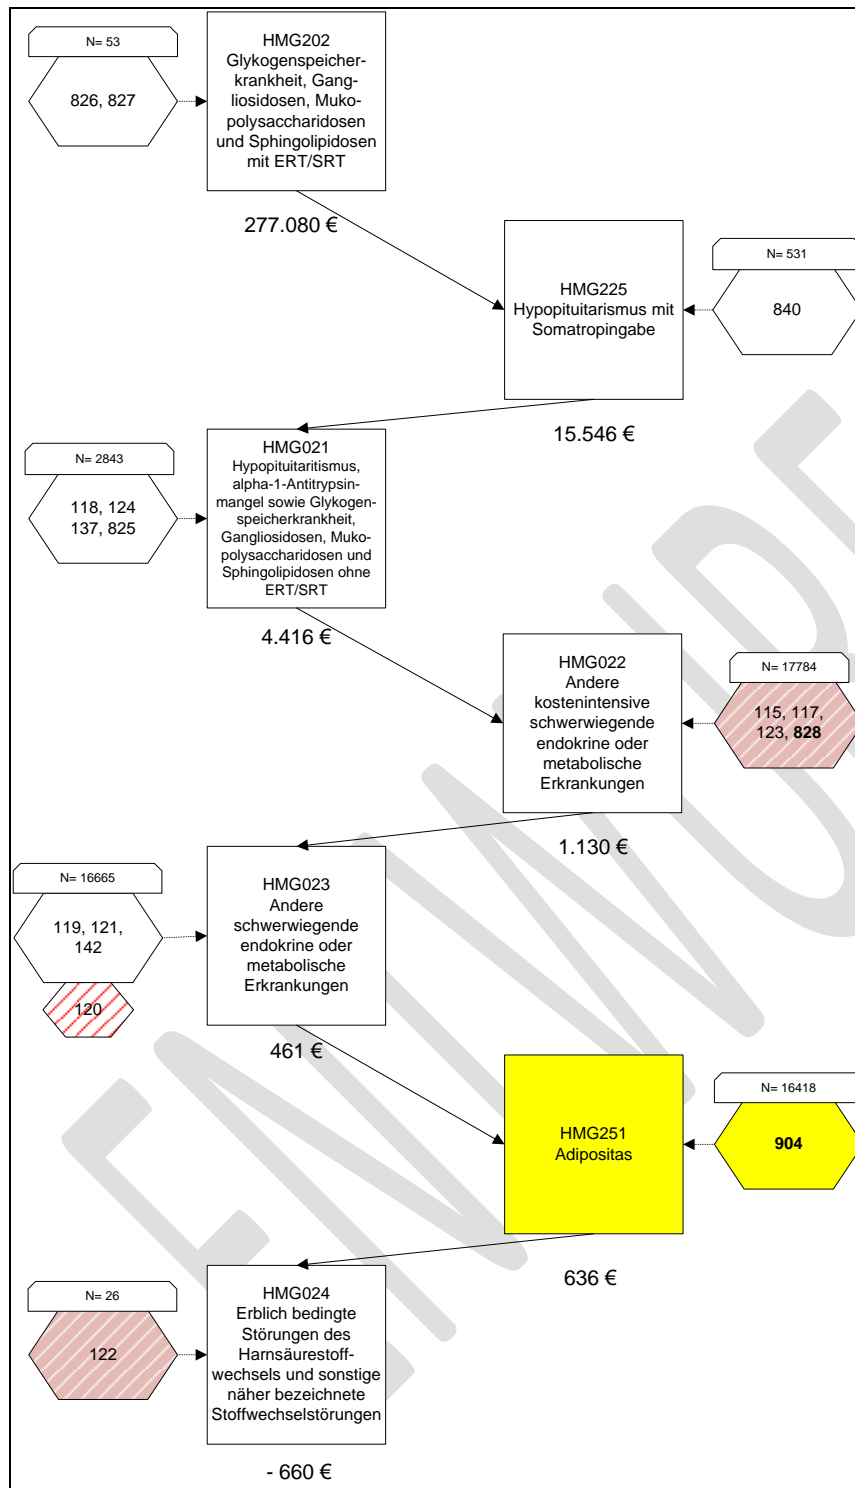 N= 53
826, 827
HMG202
Glykogenspeicher-
krankheit, Gang-
liosidosen, Muko-
polysaccharidosen
und Sphingolipidosen
mit ERT/SRT
277.080 €
HMG225
Hypopituitarismus mit
Somatropingabe
N= 531
840
15.546 €
N= 2843
118, 124
137, 825
HMG021
Hypopituitaritismus,
alpha-1-Antitrypsin-
mangel sowie Glykogen-
speicherkrankheit,
Gangliosidosen, Muko-
polysaccharidosen und
Sphingolipidosen ohne
ERT/SRT
4.416 €
HMG022
Andere
kostenintensive
schwerwiegende
endokrine oder
metabolische
Erkrankungen
N= 17784
115, 117,
123, 828
1.130 €
N= 16665
119, 121,
142
120
HMG023
Andere
schwerwiegende
endokrine oder
metabolische
Erkrankungen
461 €
HMG251
Adipositas
N= 16418
904
636 €
N= 26
122
HMG024
Erblich bedingte
Störungen des
Harnsäurestoff-
wechsels und sonstige
näher bezeichnete
Stoffwechselstörungen
- 660 €
ENTWURF